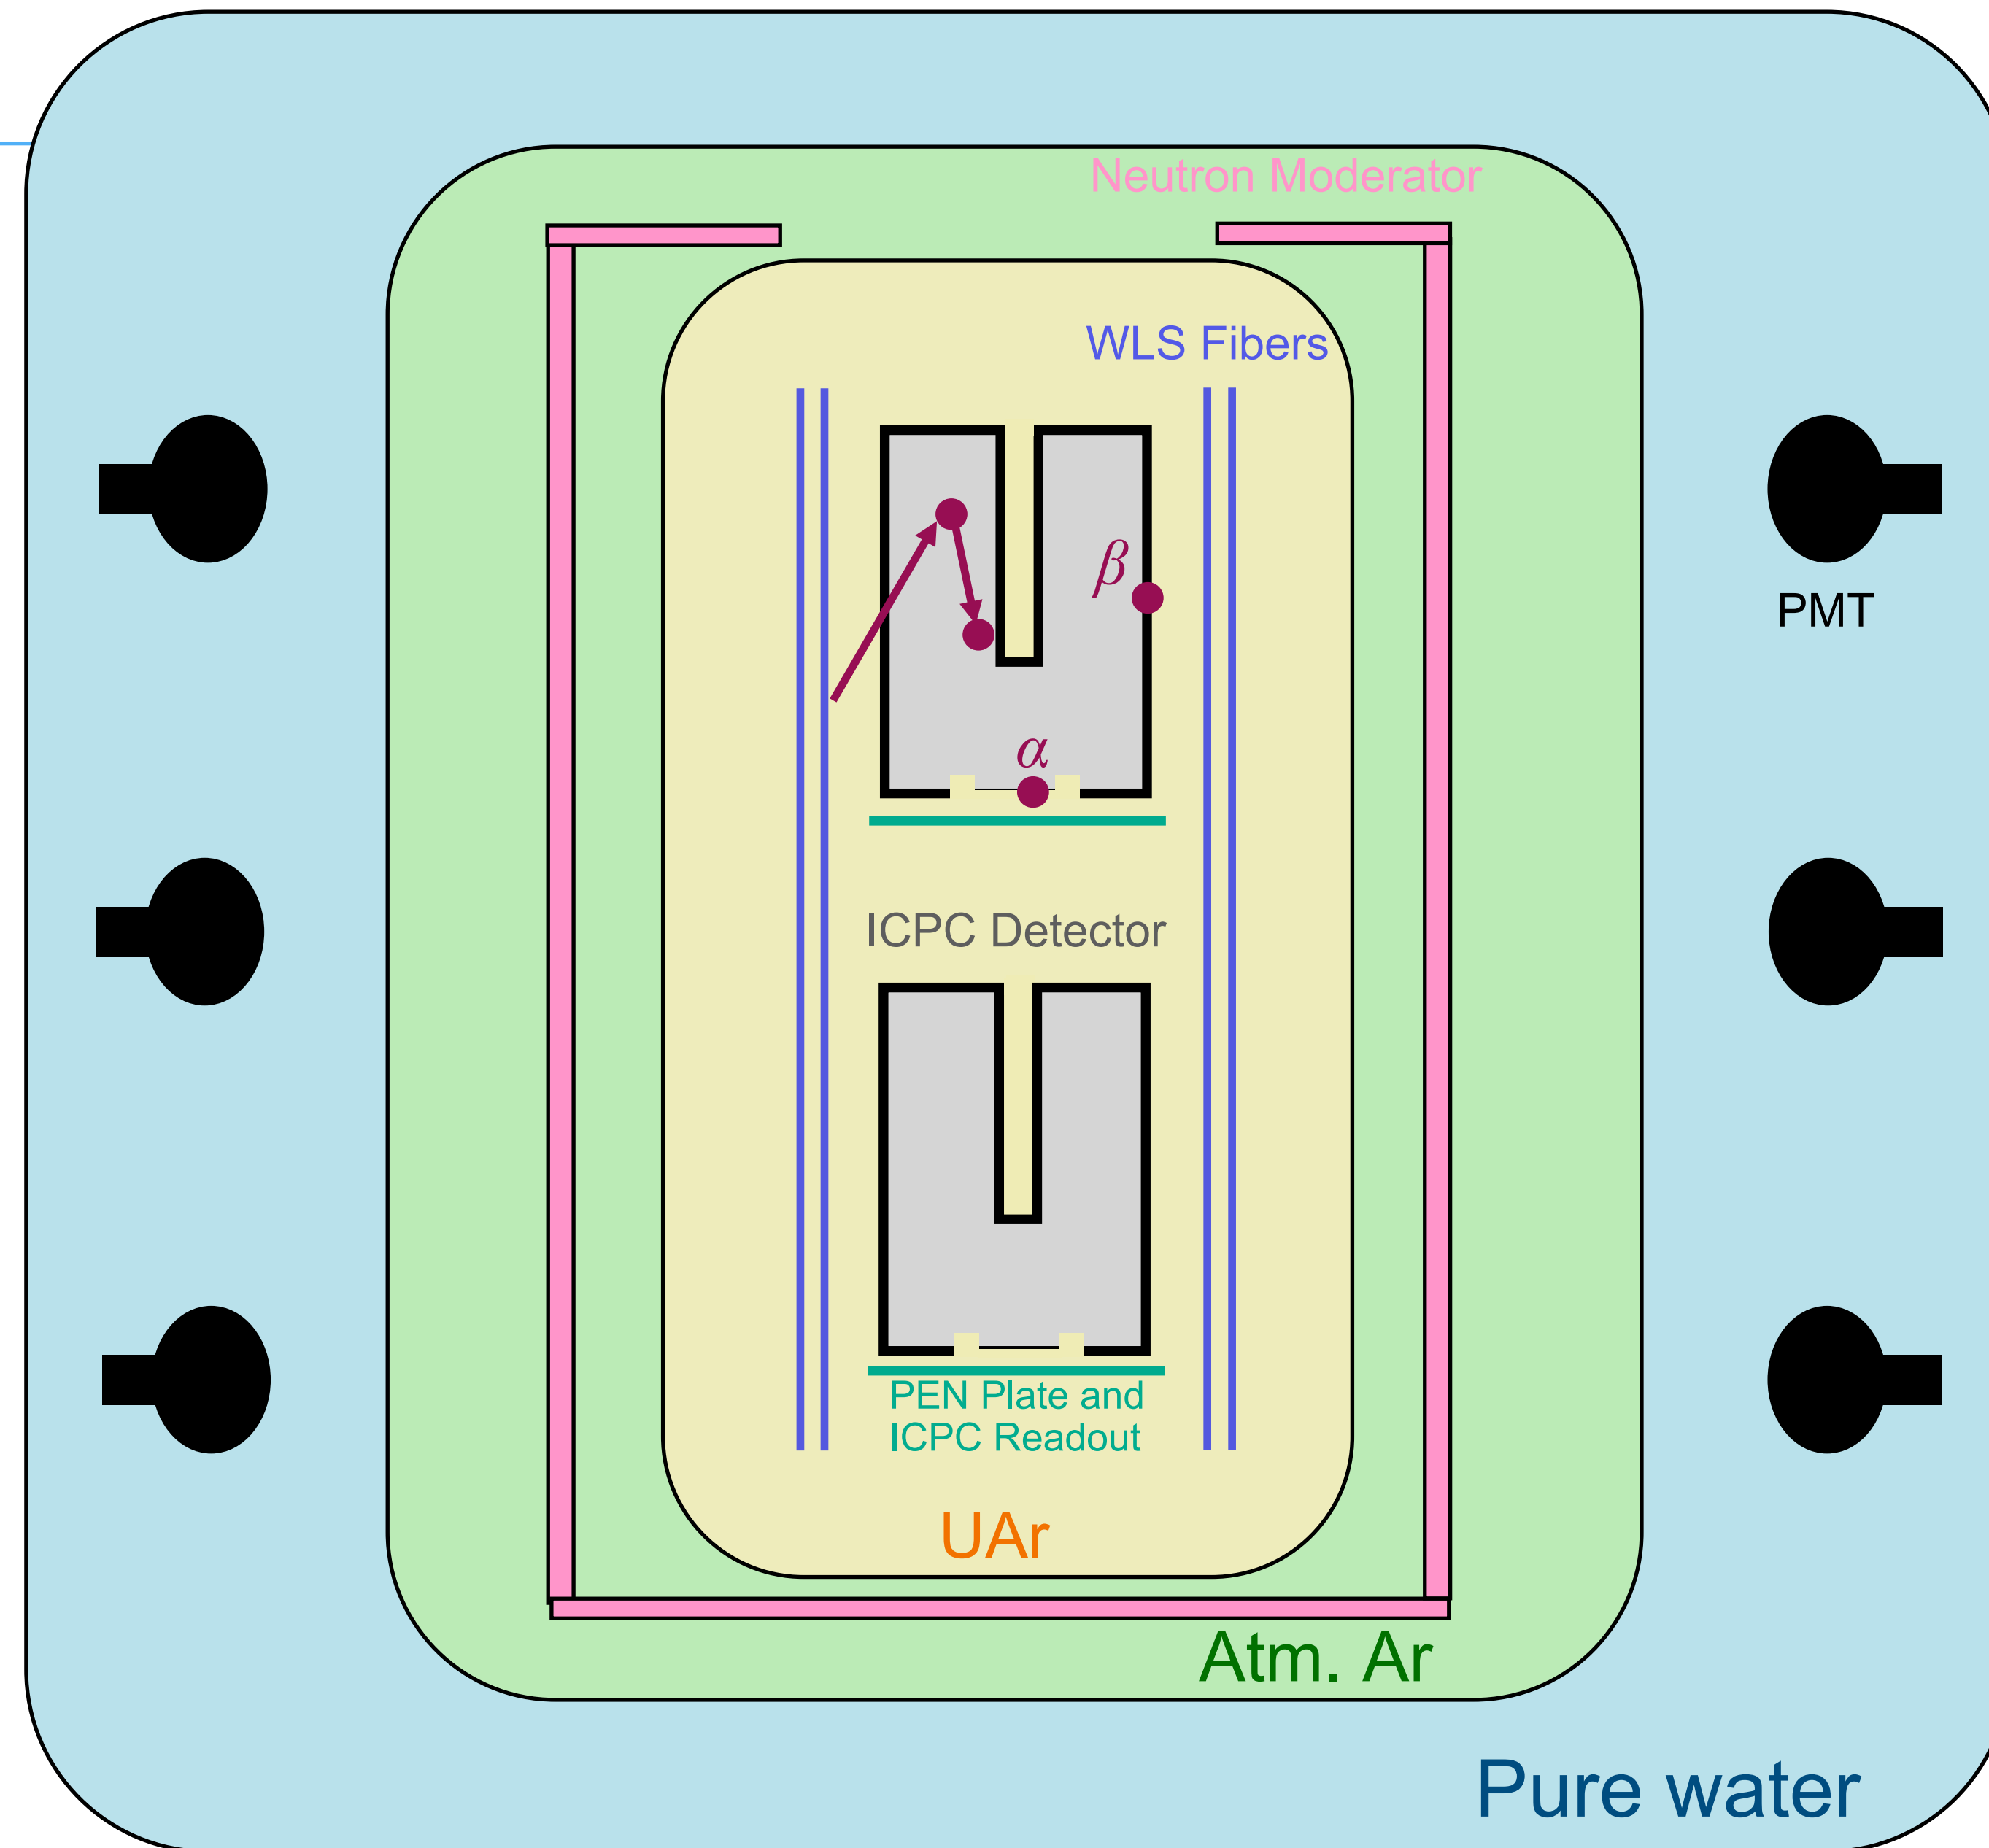 Neutron Moderator
WLS Fibers
β
PMT
α
ICPC Detector
PEN Plate and
ICPC Readout
UAr
Atm. Ar
Pure water